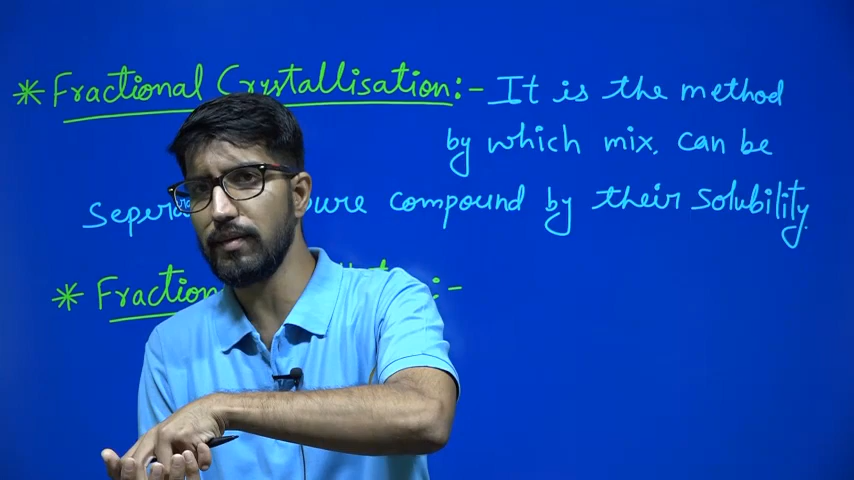 * Fractional Crystallisation:- It is the method
by which mix. can be
pure compound by their solubility.
* Fraction :-